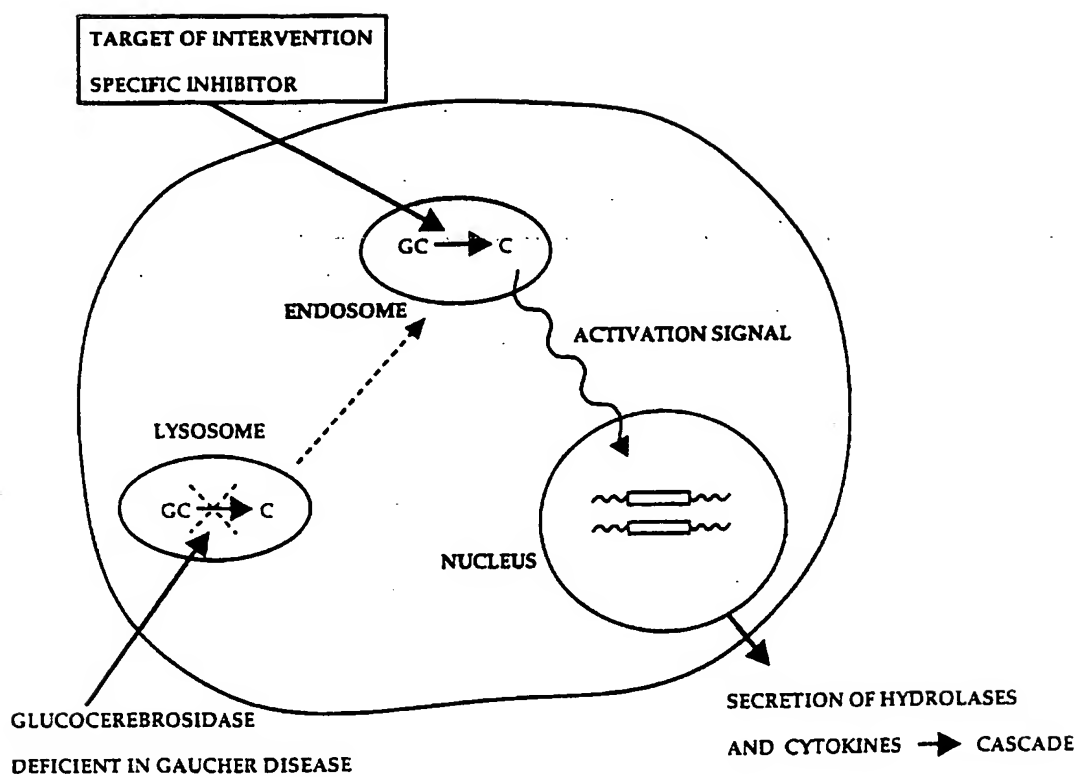 TARGET OF INTERVENTION
SPECIFIC INHIBITOR
GC C
ENDOSOME
ACTIVATION SIGNAL
LYSOSOME
GC C
NUCLEUS
GLUCOCEREBROSIDASE
DEFICIENT IN GAUCHER DISEASE
SECRETION OF HYDROLASES
AND CYTOKINES CASCADE